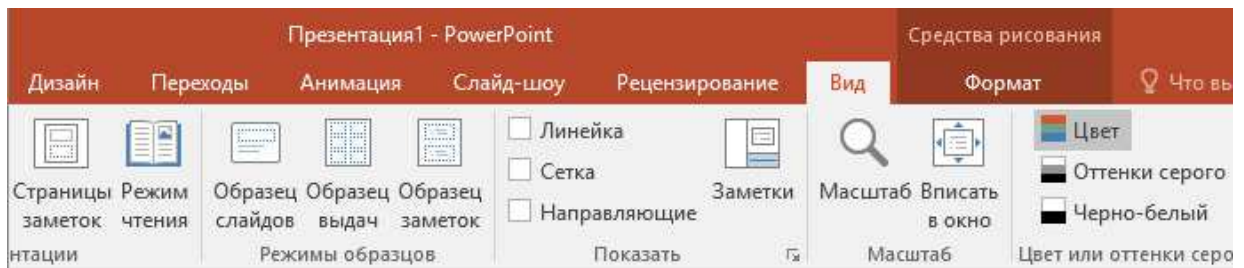 Презентация1 - PowerPoint
Средства рисования
Дизайн Переходы Анимация Слайд-шоу Рецензирование Вид Формат Что вы
Страницы заметок
Режим чтения
Образец слайдов
Образец выдач
Образец заметок
Линейка
Сетка
Направляющие
Заметки
Масштаб
Вписать в окно
Цвет
Оттенки серого
Черно-белый
нтации
Режимы образцов
Показать
Масштаб
Цвет или оттенки серо